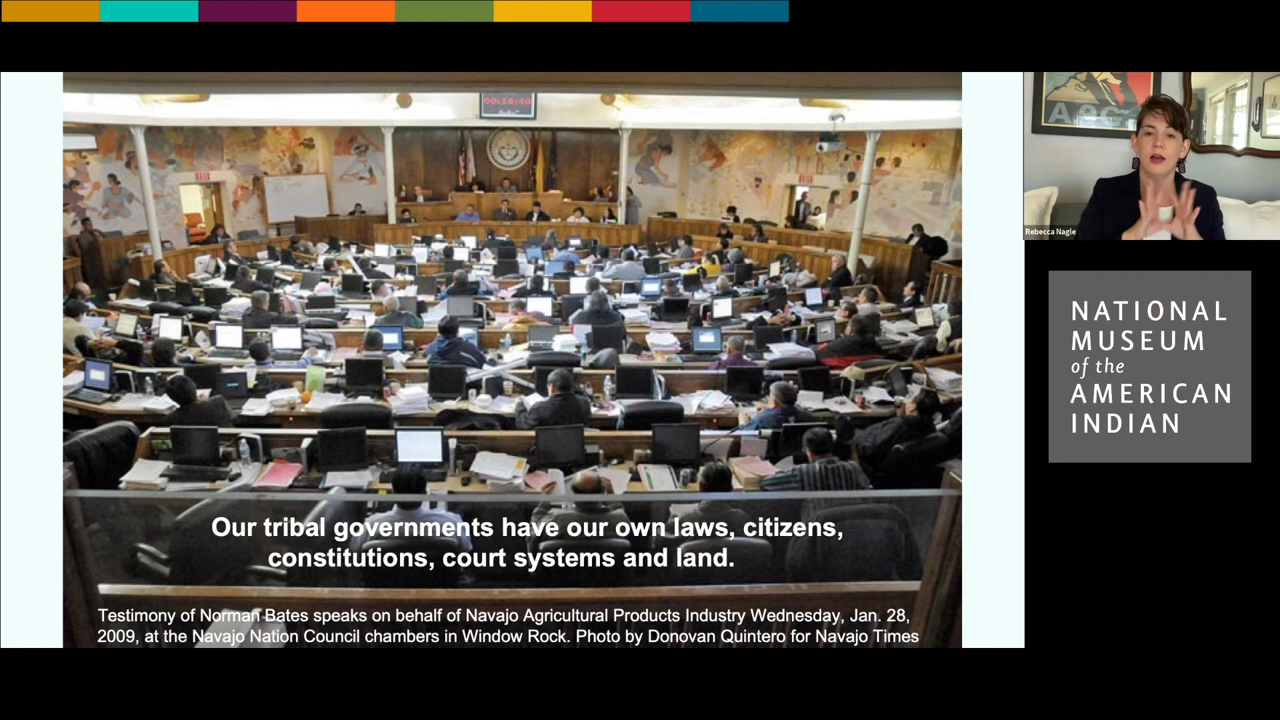 Our tribal governments have our own laws, citizens,
constitutions, court systems and land.
Testimony of Norman Bates speaks on behalf of Navajo Agricultural Products Industry Wednesday, Jan. 28,
2009, at the Navajo Nation Council chambers in Window Rock. Photo by Donovan Quintero for Navajo Times
Rebecca Nagle
NATIONAL
MUSEUM
of the
AMERICAN
INDIAN